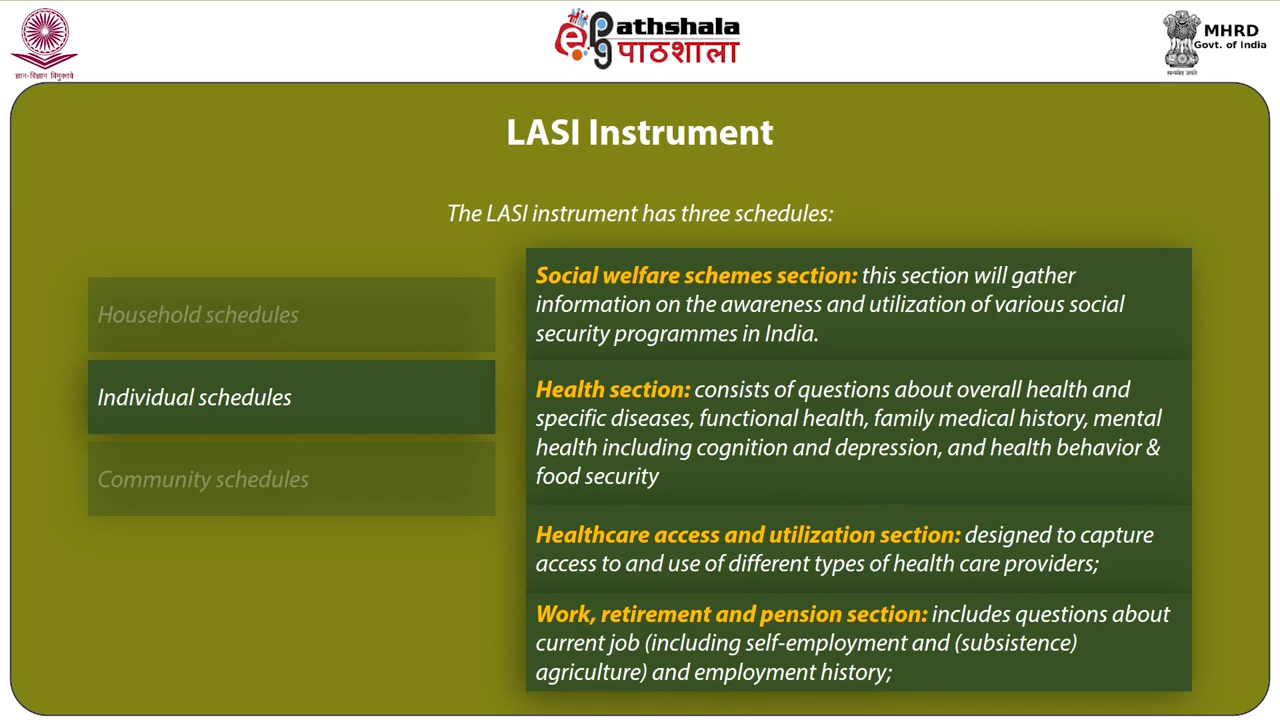 ePG Pathshala
पाठशाला
MHRD
Govt. of India
ज्ञान-विज्ञान विमुक्तये
सत्यमेव जयते
LASI Instrument
The LASI instrument has three schedules:
Household schedules
Individual schedules
Community schedules
Social welfare schemes section: this section will gather
information on the awareness and utilization of various social
security programmes in India.
Health section: consists of questions about overall health and
specific diseases, functional health, family medical history, mental
health including cognition and depression, and health behavior &
food security
Healthcare access and utilization section: designed to capture
access to and use of different types of health care providers;
Work, retirement and pension section: includes questions about
current job (including self-employment and (subsistence)
agriculture) and employment history;